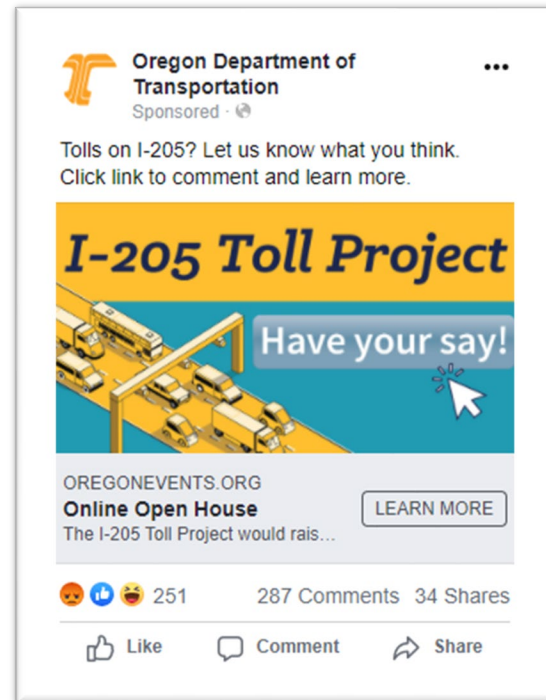 Oregon Department of
Transportation
Sponsored ·
Tolls on I-205? Let us know what you think.
Click link to comment and learn more.
I-205 Toll Project
Have your say!
OREGONEVENTS.ORG
Online Open House
LEARN MORE
The I-205 Toll Project would rais...
251
287 Comments
34 Shares
Like
Comment
Share